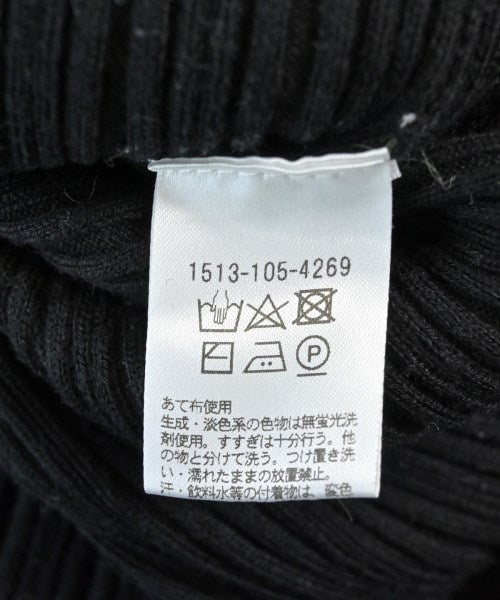 1513-105-4269
P
あて布使用
生成・淡色系の色物は無蛍光洗
剤使用。すすぎは十分行う。他
の物と分けて洗う。つけ置き洗
い・濡れたままの放置禁止。
汗・飲料水等の付着物は、変色